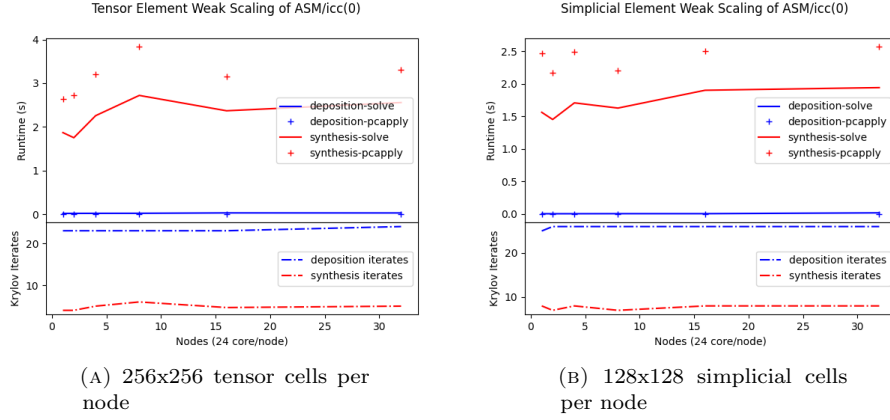 Tensor Element Weak Scaling of ASM/icc(0)
4
3
2
1
0
Runtime (s)
deposition-solve
deposition-pcapply
synthesis-solve
synthesis-pcapply
20
10
Krylov Iterates
deposition iterates
synthesis iterates
0 5 10 15 20 25 30
Nodes (24 core/node)
(A) 256x256 tensor cells per
node
Simplicial Element Weak Scaling of ASM/icc(0)
2.5
2.0
1.5
1.0
0.5
0.0
Runtime (s)
deposition-solve
deposition-pcapply
synthesis-solve
synthesis-pcapply
20
10
Krylov Iterates
deposition iterates
synthesis iterates
0 5 10 15 20 25 30
Nodes (24 core/node)
(B) 128x128 simplicial cells
per node